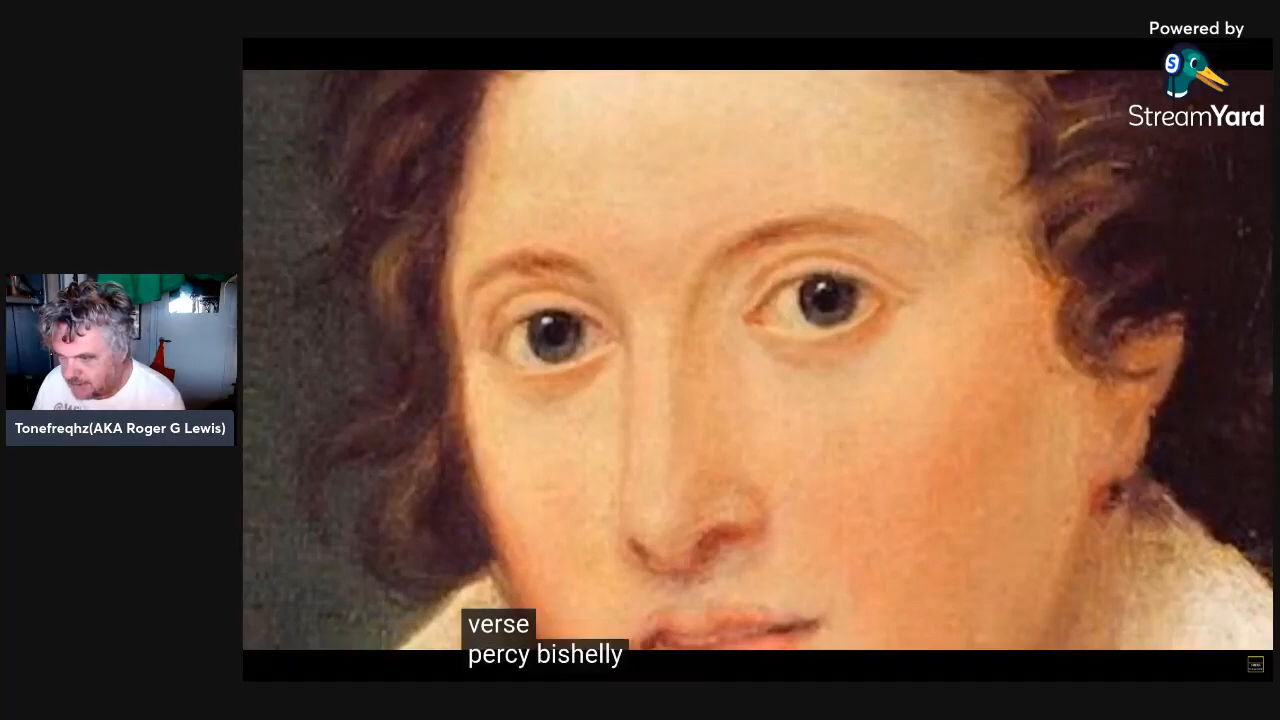 Powered by
StreamYard
Tonefreqhz(AKA Roger G Lewis)
verse
percy bishelly